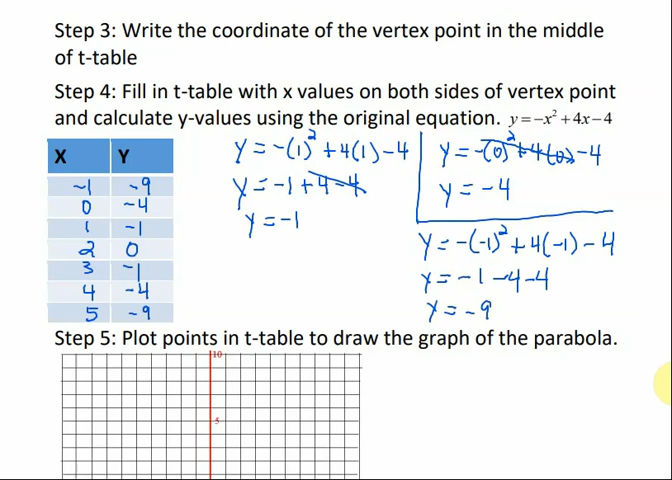 Step 3: Write the coordinate of the vertex point in the middle
of t-table
Step 4: Fill in t-table with x values on both sides of vertex point
and calculate y-values using the original equation. y = −x² + 4x − 4
X Y
-1 -9
0 -4
1 -1
2 0
3 -1
4 -4
5 -9
y = -(1)² + 4(1) - 4
y = -1 + 4 - 4
y = -1
y = -(0)² + 4(0) - 4
y = -4
y = -(-1)² + 4(-1) - 4
y = -1 - 4 - 4
y = -9
Step 5: Plot points in t-table to draw the graph of the parabola.
10
5